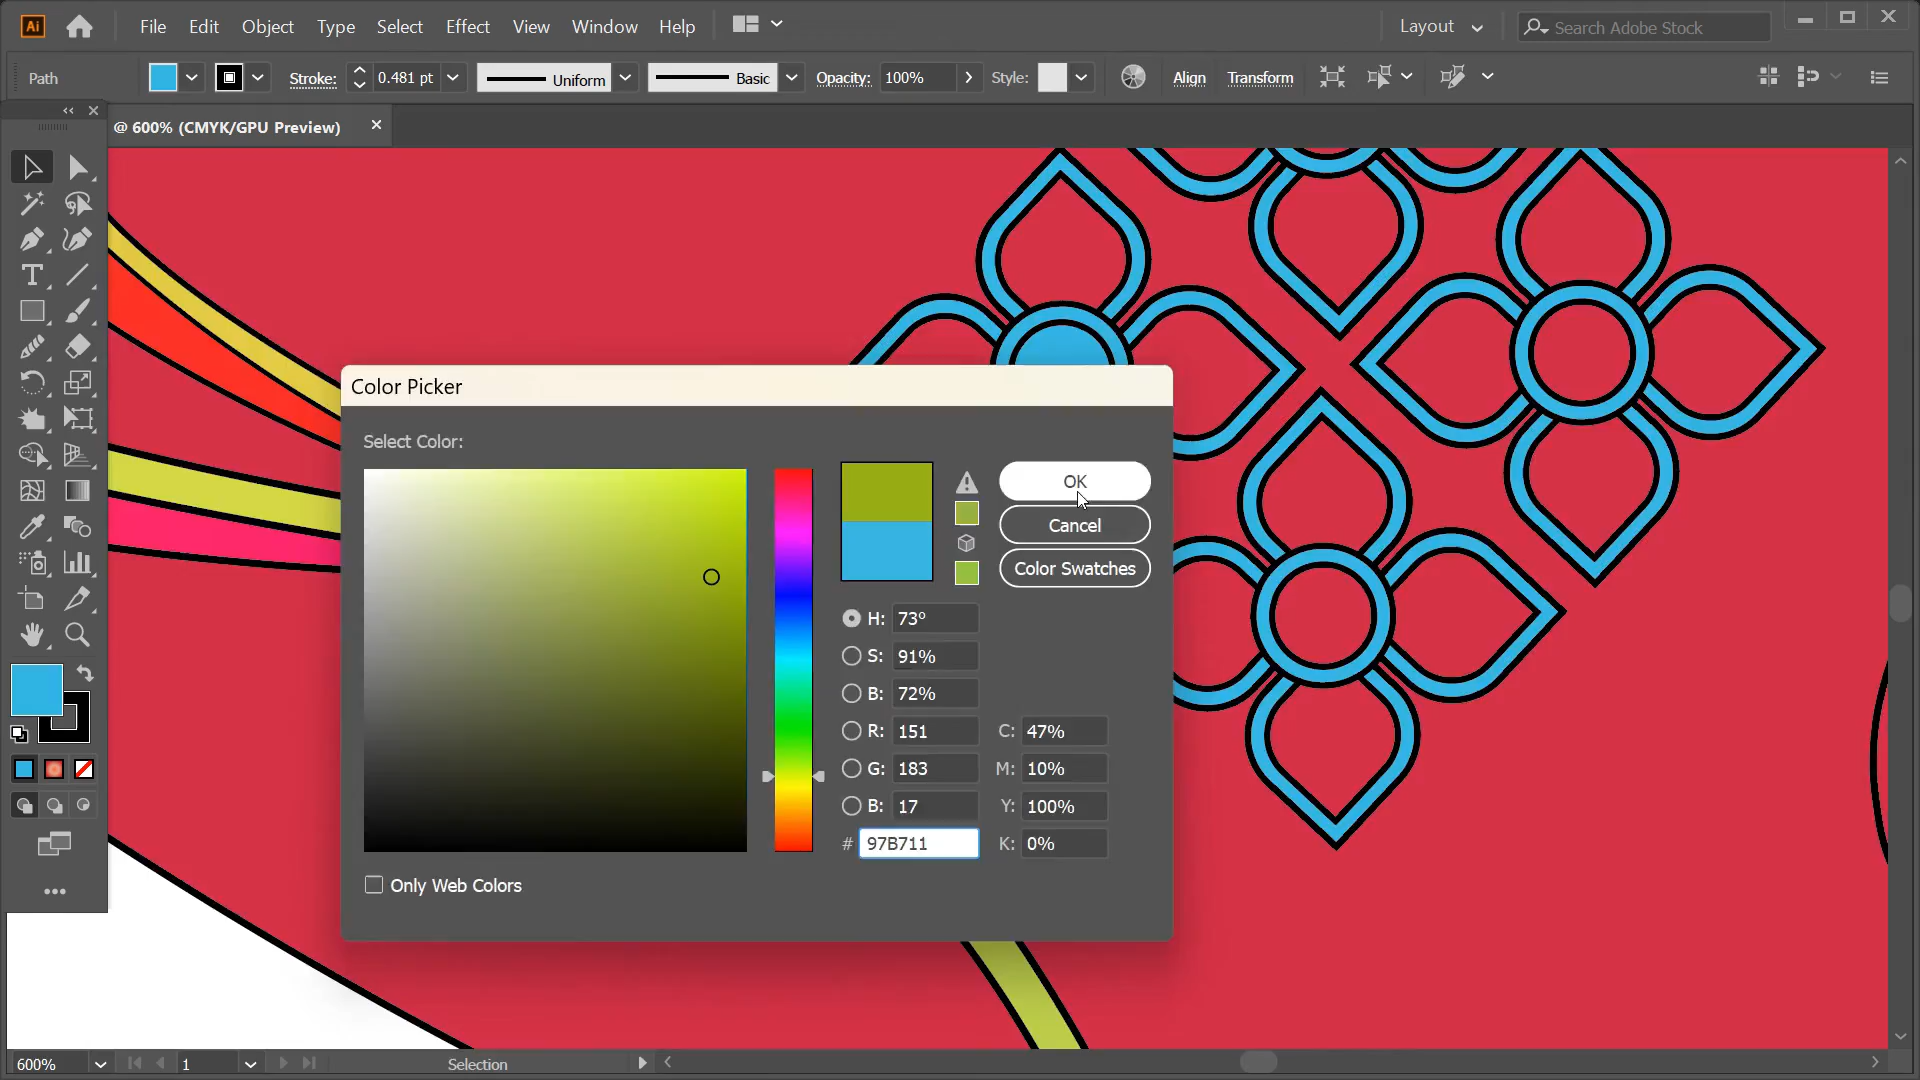 Ai File Edit Object Type Select Effect View Window Help Layout Search Adobe Stock
Path Stroke: 0.481 pt Uniform Basic Opacity: 100% Style: Align Transform
@ 600% (CMYK/GPU Preview)
Color Picker
Select Color:
OK
Cancel
Color Swatches
H: 73º
S: 91%
B: 72%
R: 151 C: 47%
G: 183 M: 10%
B: 17 Y: 100%
# 97B711 K: 0%
Only Web Colors
600% 1 Selection